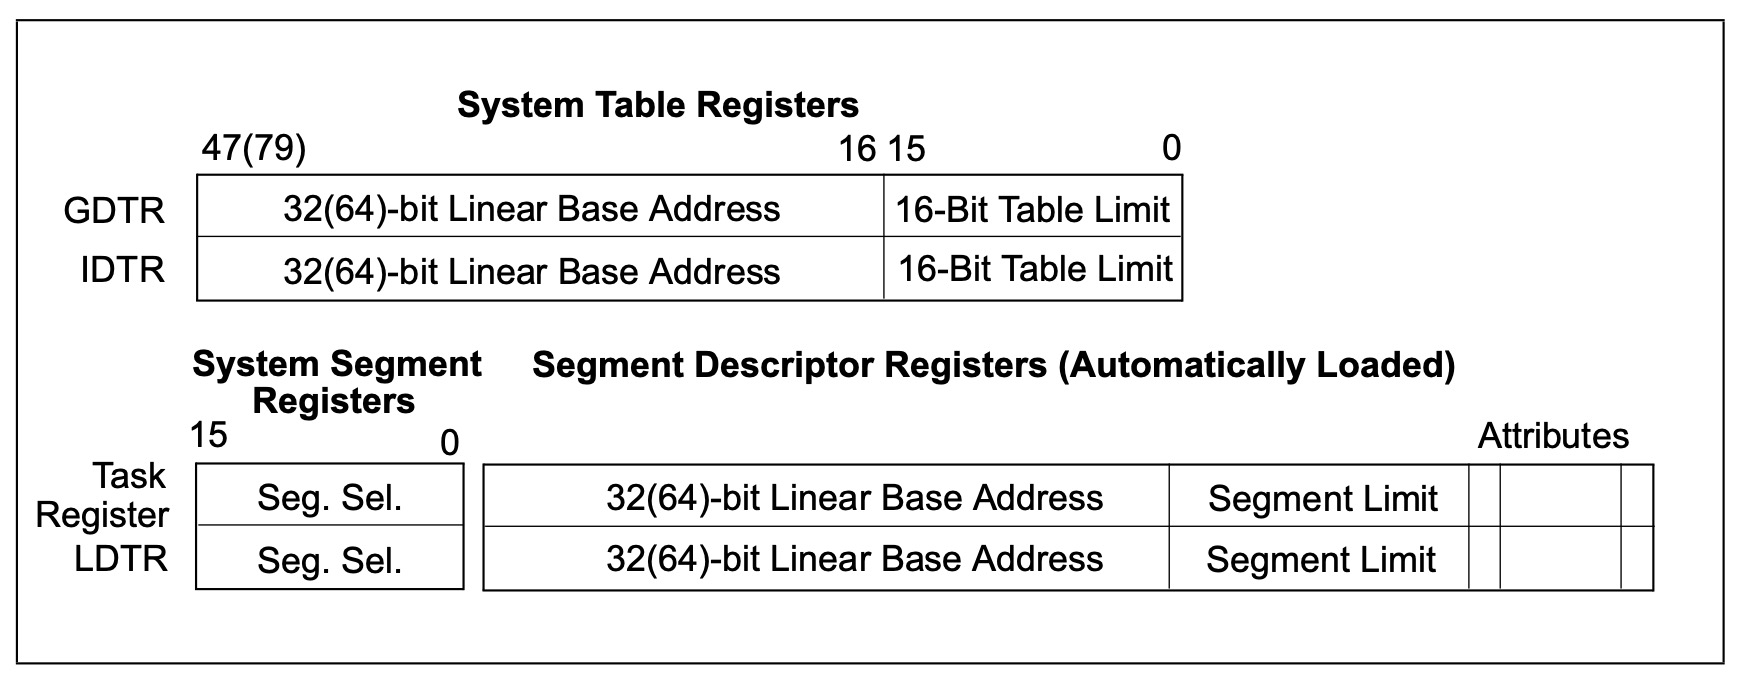 System Table Registers
47(79) 16 15 0
GDTR 32(64)-bit Linear Base Address 16-Bit Table Limit
IDTR 32(64)-bit Linear Base Address 16-Bit Table Limit
System Segment
Registers
Segment Descriptor Registers (Automatically Loaded)
15 0
Attributes
Task
Register
Seg. Sel. 32(64)-bit Linear Base Address Segment Limit
LDTR Seg. Sel. 32(64)-bit Linear Base Address Segment Limit